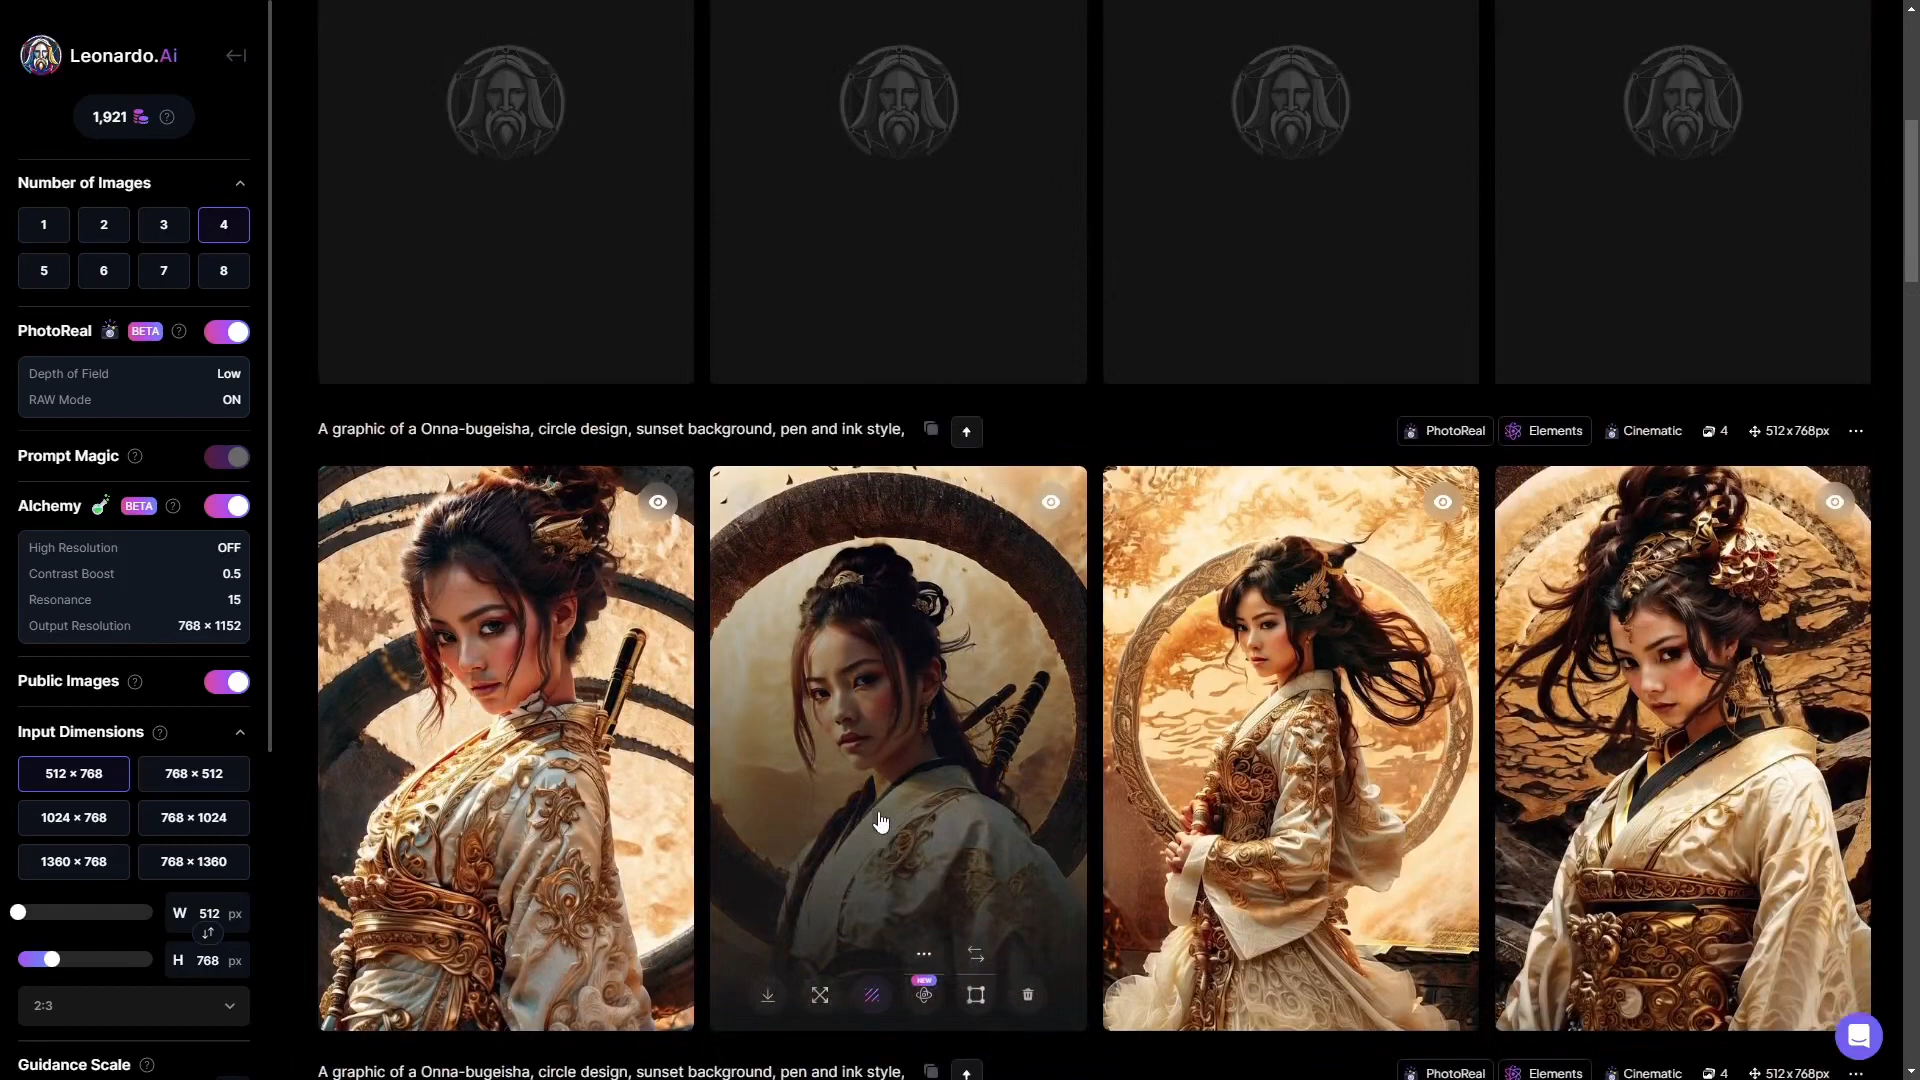 Leonardo.Ai
1,921
Number of Images
1 2 3 4
5 6 7 8
PhotoReal BETA
Depth of Field Low
RAW Mode ON
Prompt Magic
Alchemy BETA
High Resolution OFF
Contrast Boost 0.5
Resonance 15
Output Resolution 768 × 1152
Public Images
Input Dimensions
512 × 768 768 × 512
1024 × 768 768 × 1024
1360 × 768 768 × 1360
W 512 px
H 768 px
2:3
Guidance Scale
A graphic of a Onna-bugeisha, circle design, sunset background, pen and ink style,
PhotoReal Elements Cinematic 4 512x768px
NEW
A graphic of a Onna-bugeisha, circle design, sunset background, pen and ink style,
PhotoReal Elements Cinematic 4 512x768px